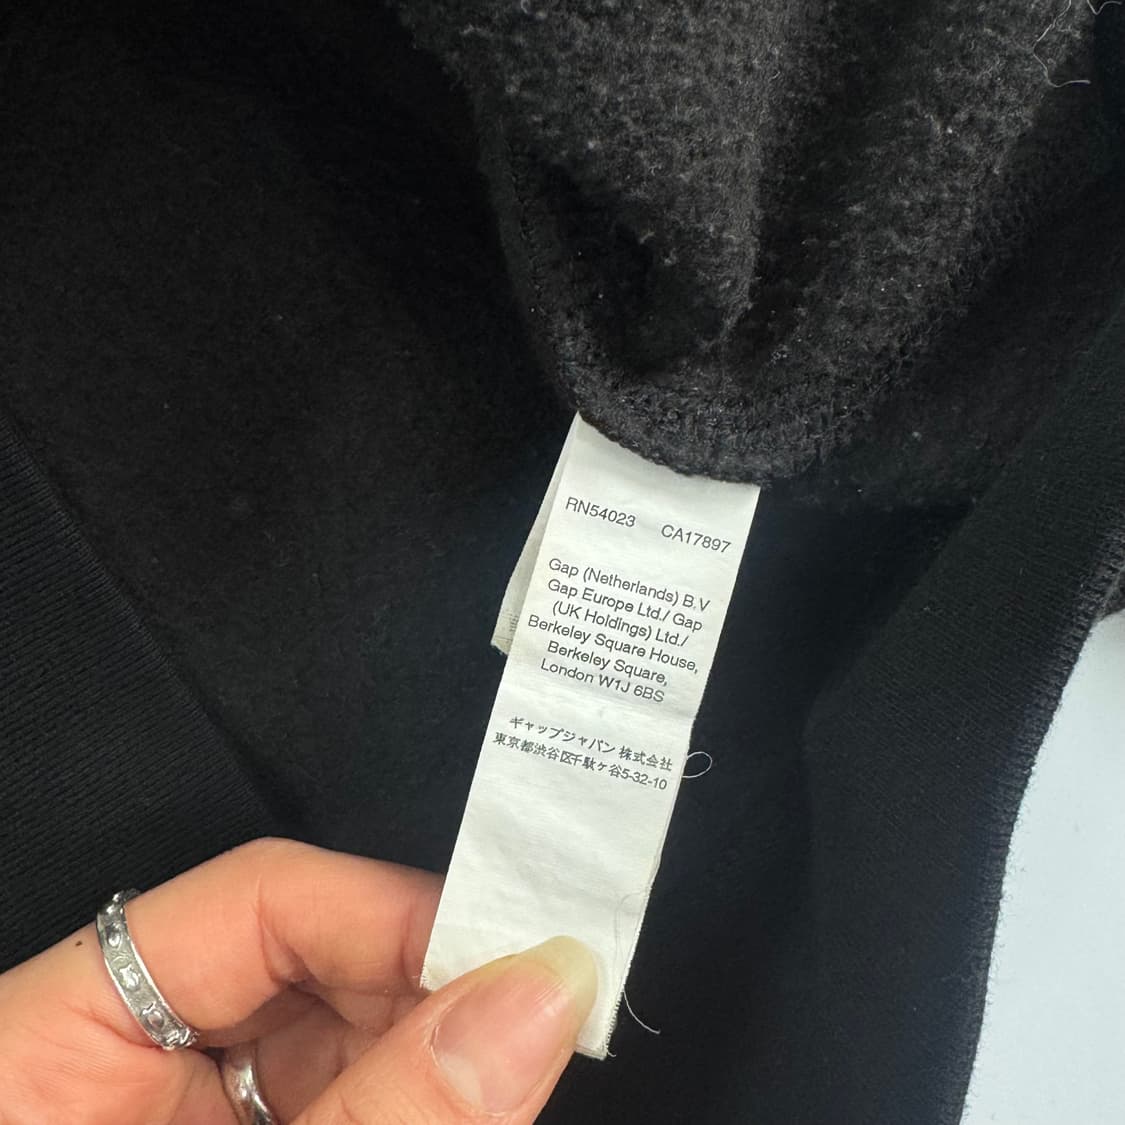 RN54023 CA17897
Gap (Netherlands) B.V
Gap Europe Ltd./ Gap
(UK Holdings) Ltd./
Berkeley Square House,
Berkeley Square,
London W1J 6BS
ギャップジャパン 株式会社
東京都渋谷区千駄ヶ谷5-32-10